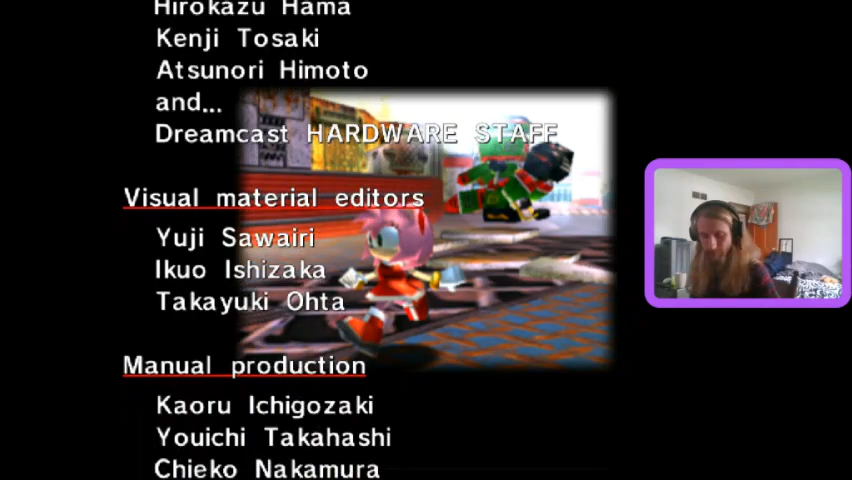 Hirokazu Hama
Kenji Tosaki
Atsunori Himoto
and...
Dreamcast HARDWARE STAFF
Visual material editors
Yuji Sawairi
Ikuo Ishizaka
Takayuki Ohta
Manual production
Kaoru Ichigozaki
Youichi Takahashi
Chieko Nakamura